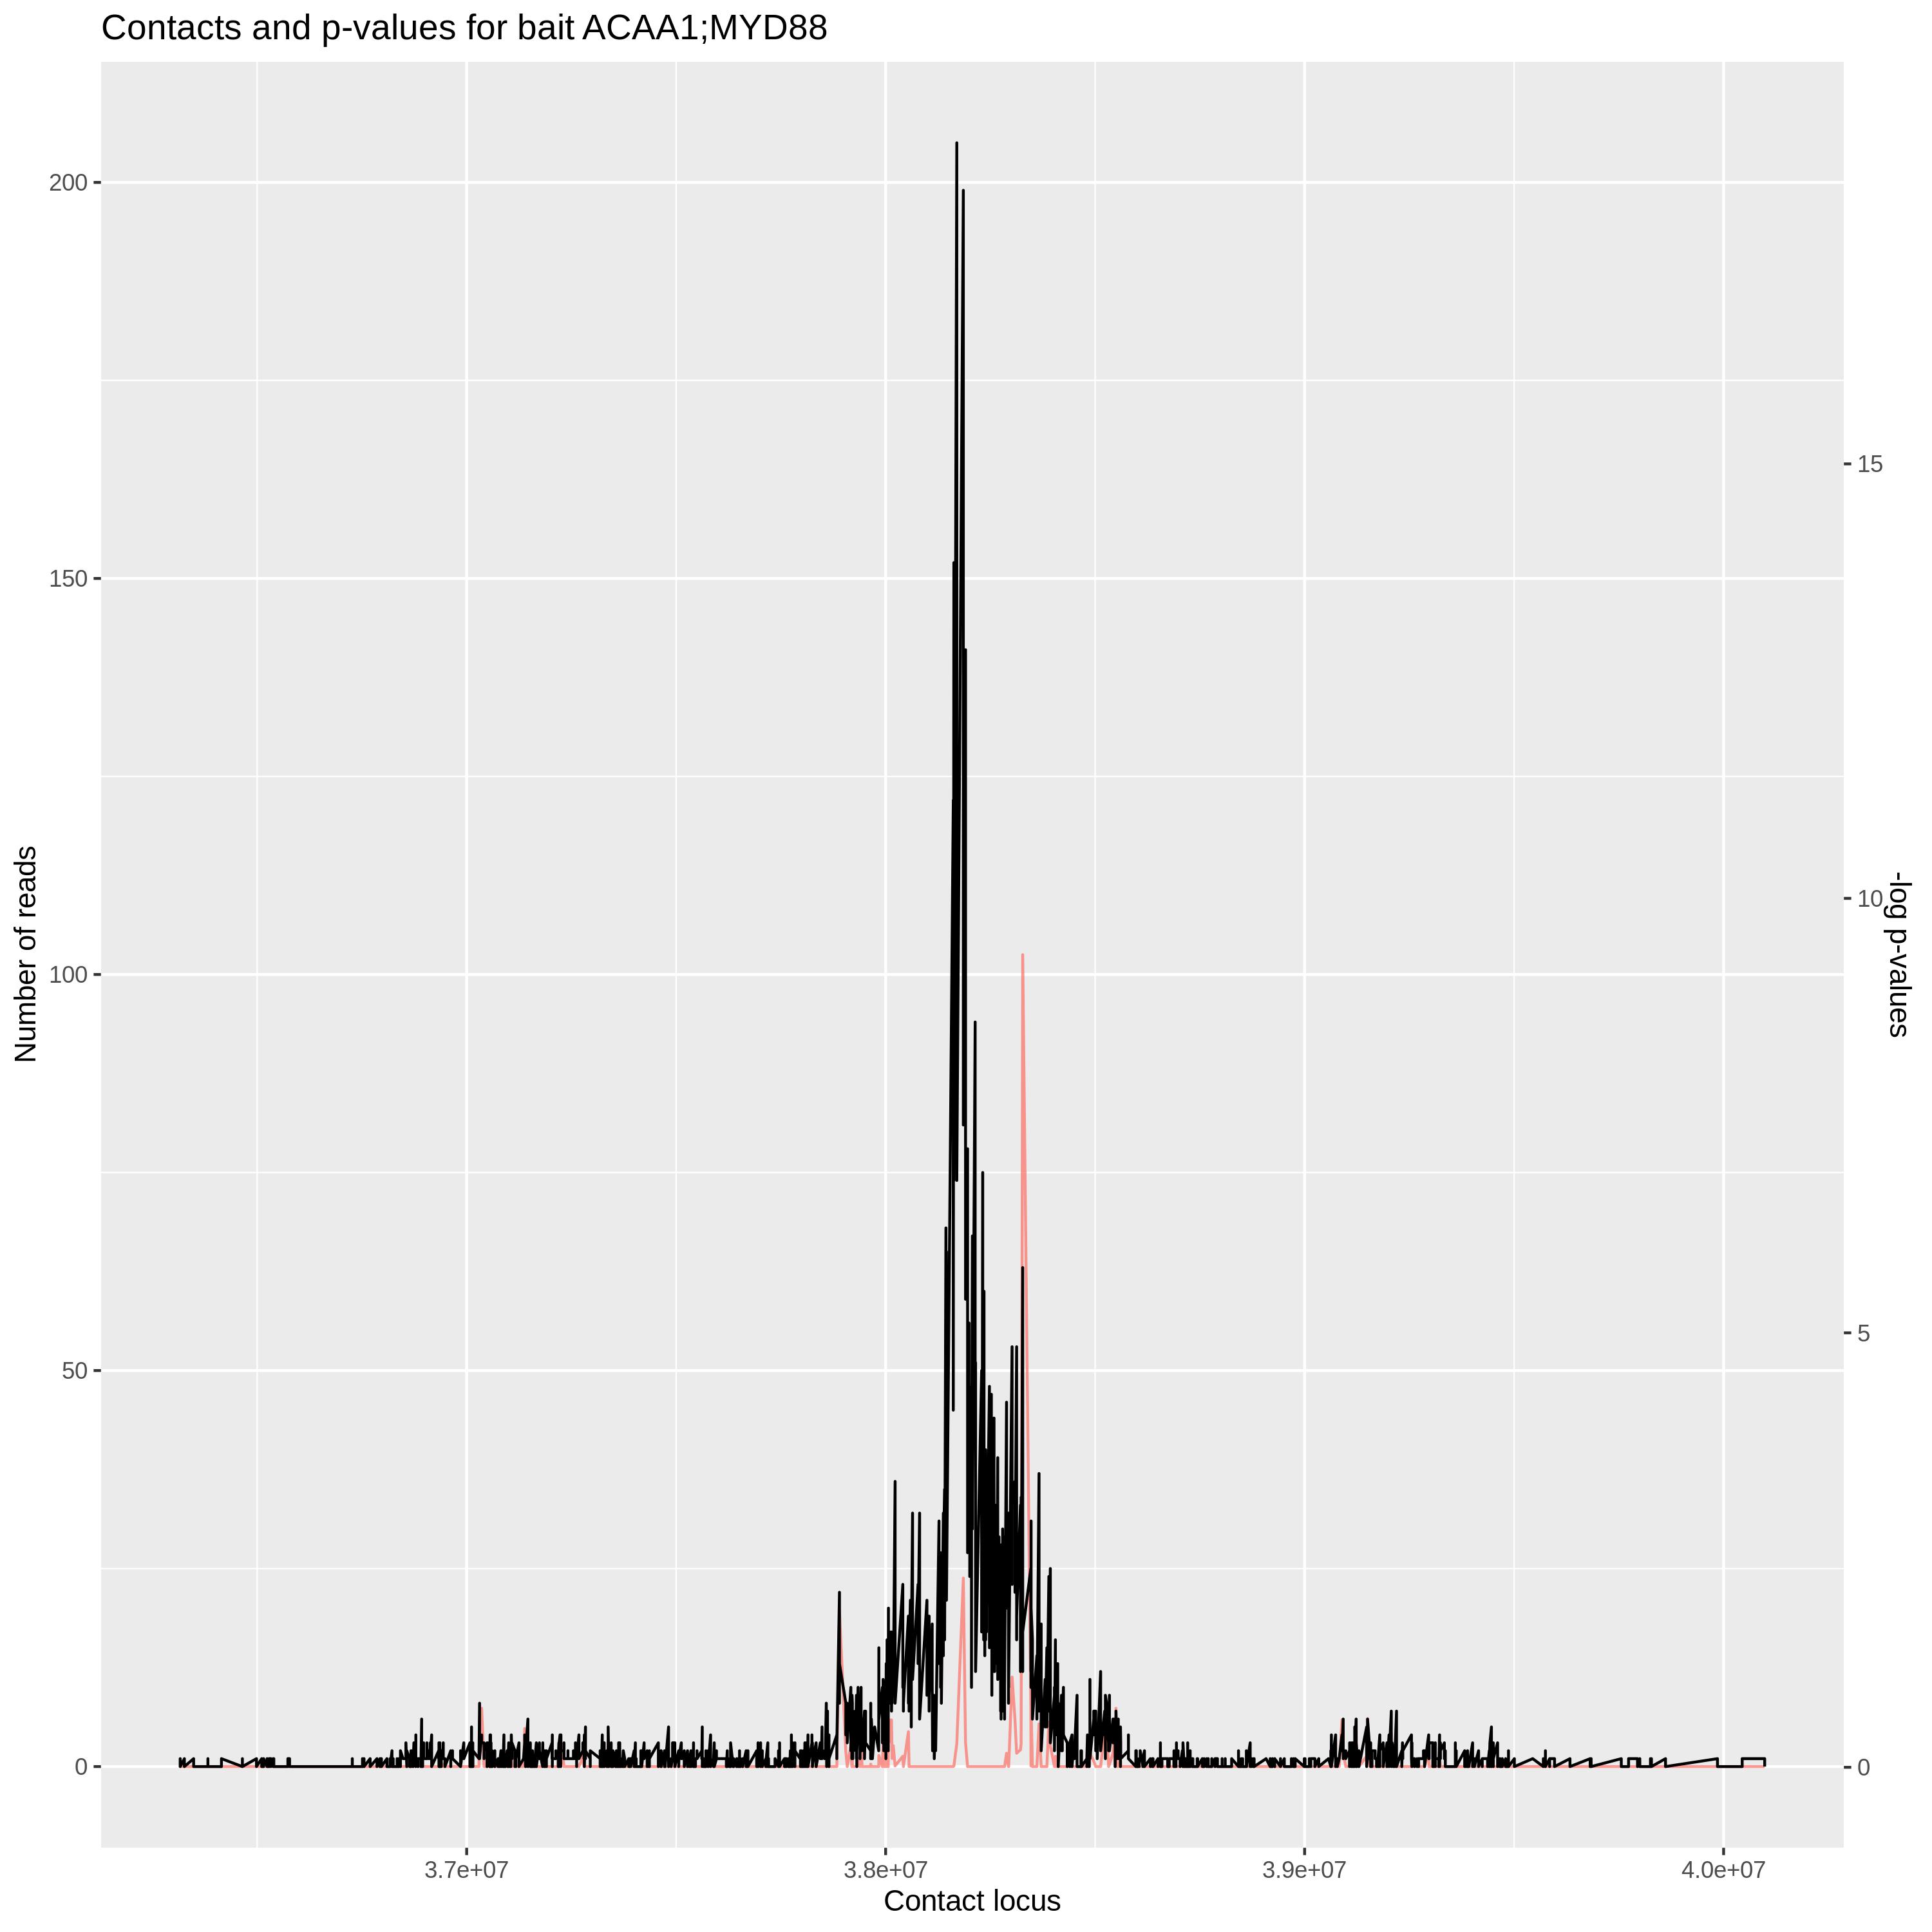 Contacts and p-values for bait ACAA1;MYD88
200
150
100
50
0
Number of reads
15
10
5
0
-log p-values
3.7e+07
3.8e+07
3.9e+07
4.0e+07
Contact locus